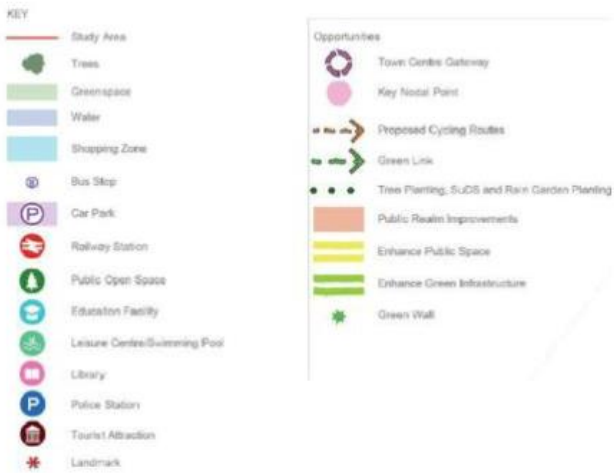 KEY
Study Area
Trees
Greenspace
Water
Shopping Zone
Bus Stop
P
Car Park
Railway Station
Public Open Space
Education Facility
Leisure Centre/Swimming Pool
Library
P
Police Station
Tourist Attraction
Landmark
Opportunities
Town Centre Gateway
Key Nodal Point
Proposed Cycling Routes
Green Link
Tree Planting, SuDS and Rain Garden Planting
Public Realm Improvements
Enhance Public Space
Enhance Green Infrastructure
Green Wall